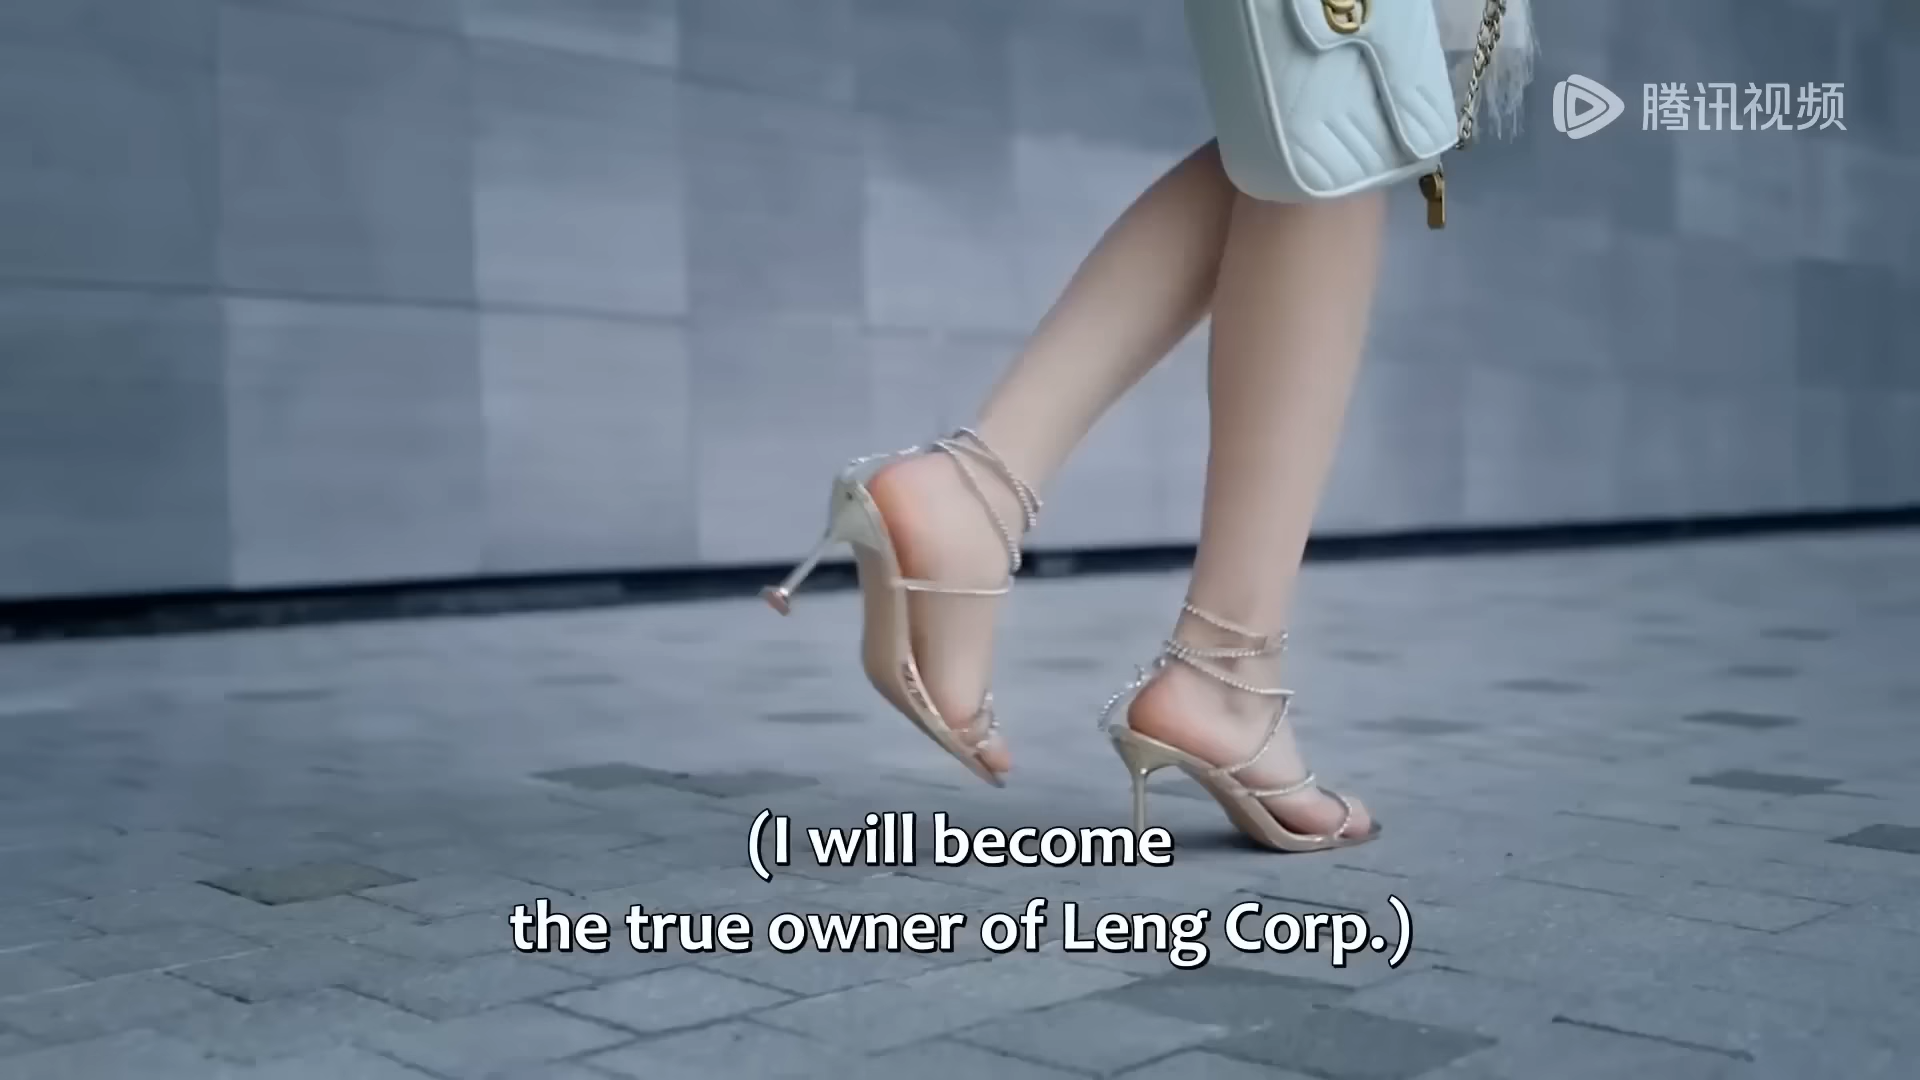 腾讯视频
(I will become
the true owner of Leng Corp.)